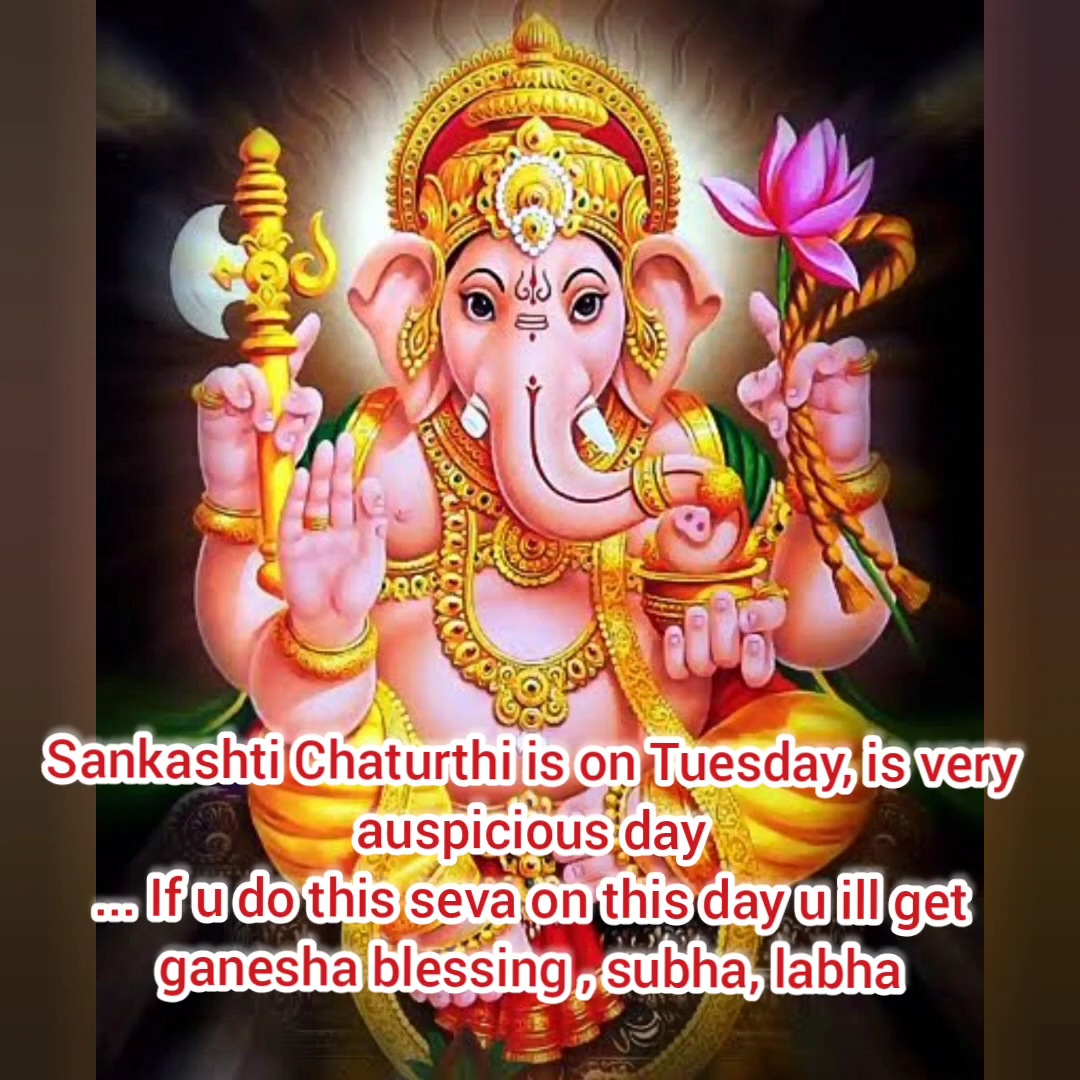 Sankashti Chaturthi is on Tuesday, is very
auspicious day
... If u do this seva on this day u ill get
ganesha blessing , subha, labha